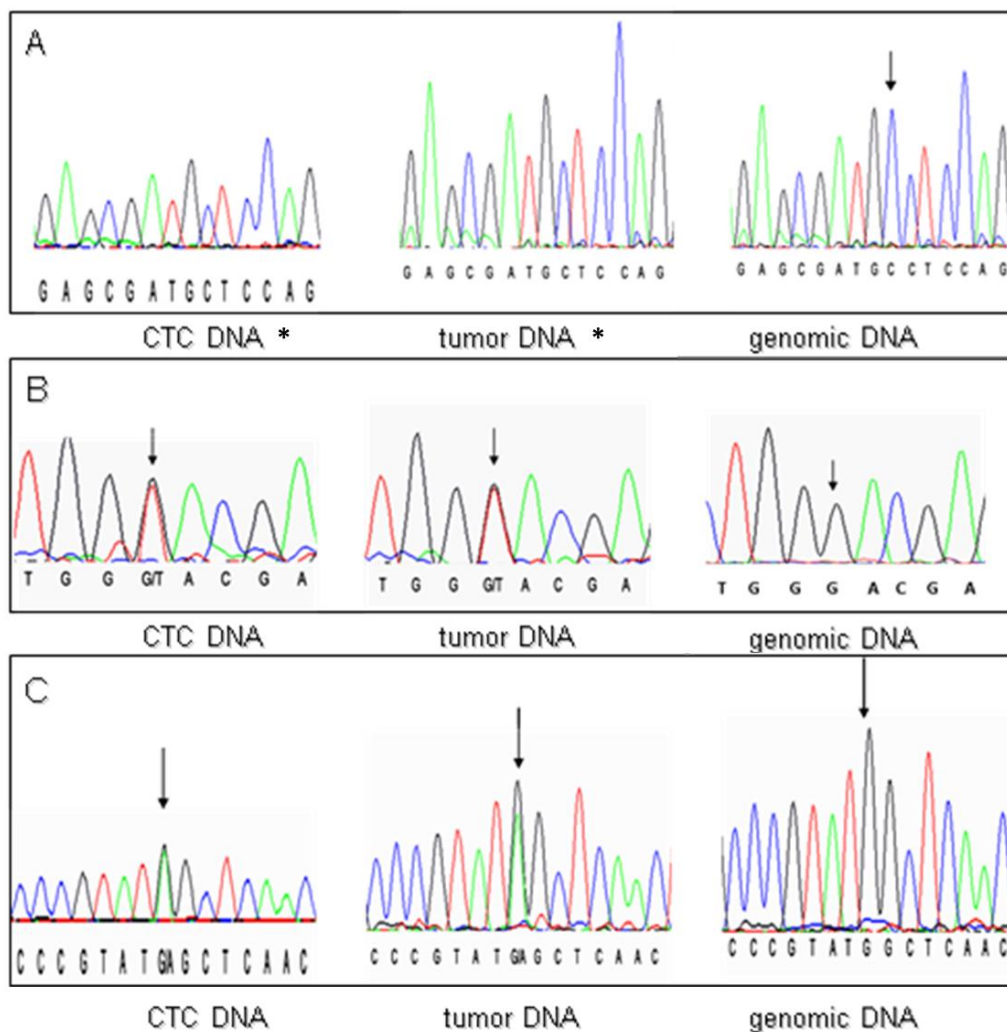 A
G A G C G A T G C T C C A G
G A G C G A T G C T C C A G
G A G C G A T G C C T C C A G
CTC DNA *
tumor DNA *
genomic DNA
B
T G G G/T A C G A
T G G G/T A C G A
T G G G A C G A
CTC DNA
tumor DNA
genomic DNA
C
C C C G T A T G/A G C T C A A C
C C C G T A T G/A G C T C A A C
C C C G T A T G G C T C A A C
CTC DNA
tumor DNA
genomic DNA